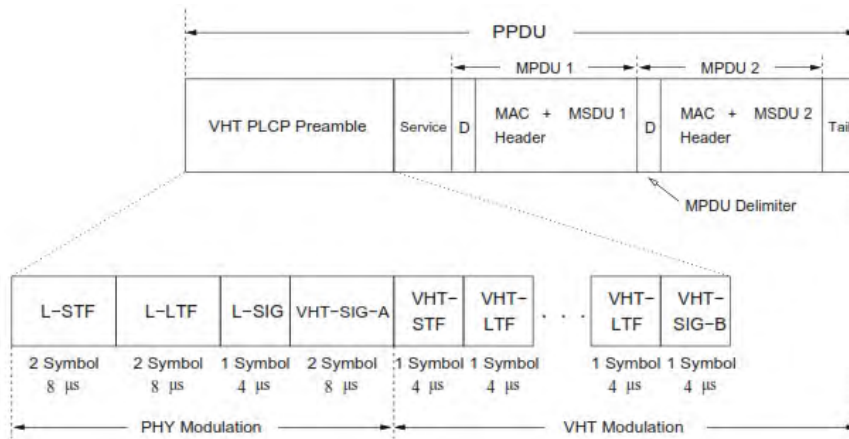 PPDU
MPDU 1 MPDU 2
VHT PLCP Preamble Service D MAC + MSDU 1 Header D MAC + MSDU 2 Header Tail
MPDU Delimiter
L-STF L-LTF L-SIG VHT-SIG-A VHT-STF VHT-LTF . . . VHT-LTF VHT-SIG-B
2 Symbol 2 Symbol 1 Symbol 2 Symbol 1 Symbol 1 Symbol 1 Symbol 1 Symbol
8 μs 8 μs 4 μs 8 μs 4 μs 4 μs 4 μs 4 μs
PHY Modulation VHT Modulation